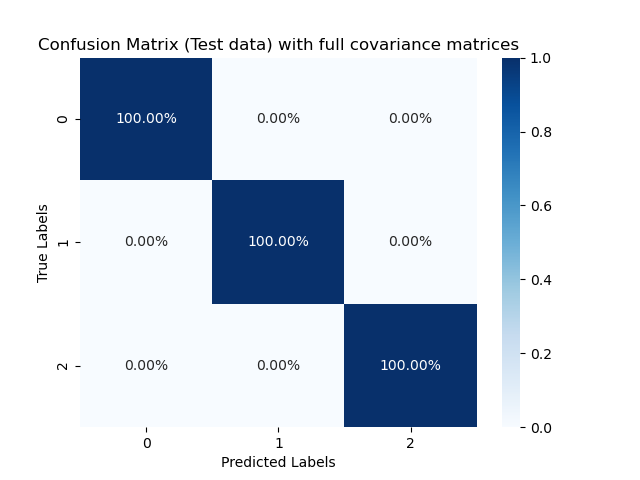 Confusion Matrix (Test data) with full covariance matrices
True Labels
0 100.00% 0.00% 0.00%
1 0.00% 100.00% 0.00%
2 0.00% 0.00% 100.00%
0 1 2
Predicted Labels
1.0
0.8
0.6
0.4
0.2
0.0